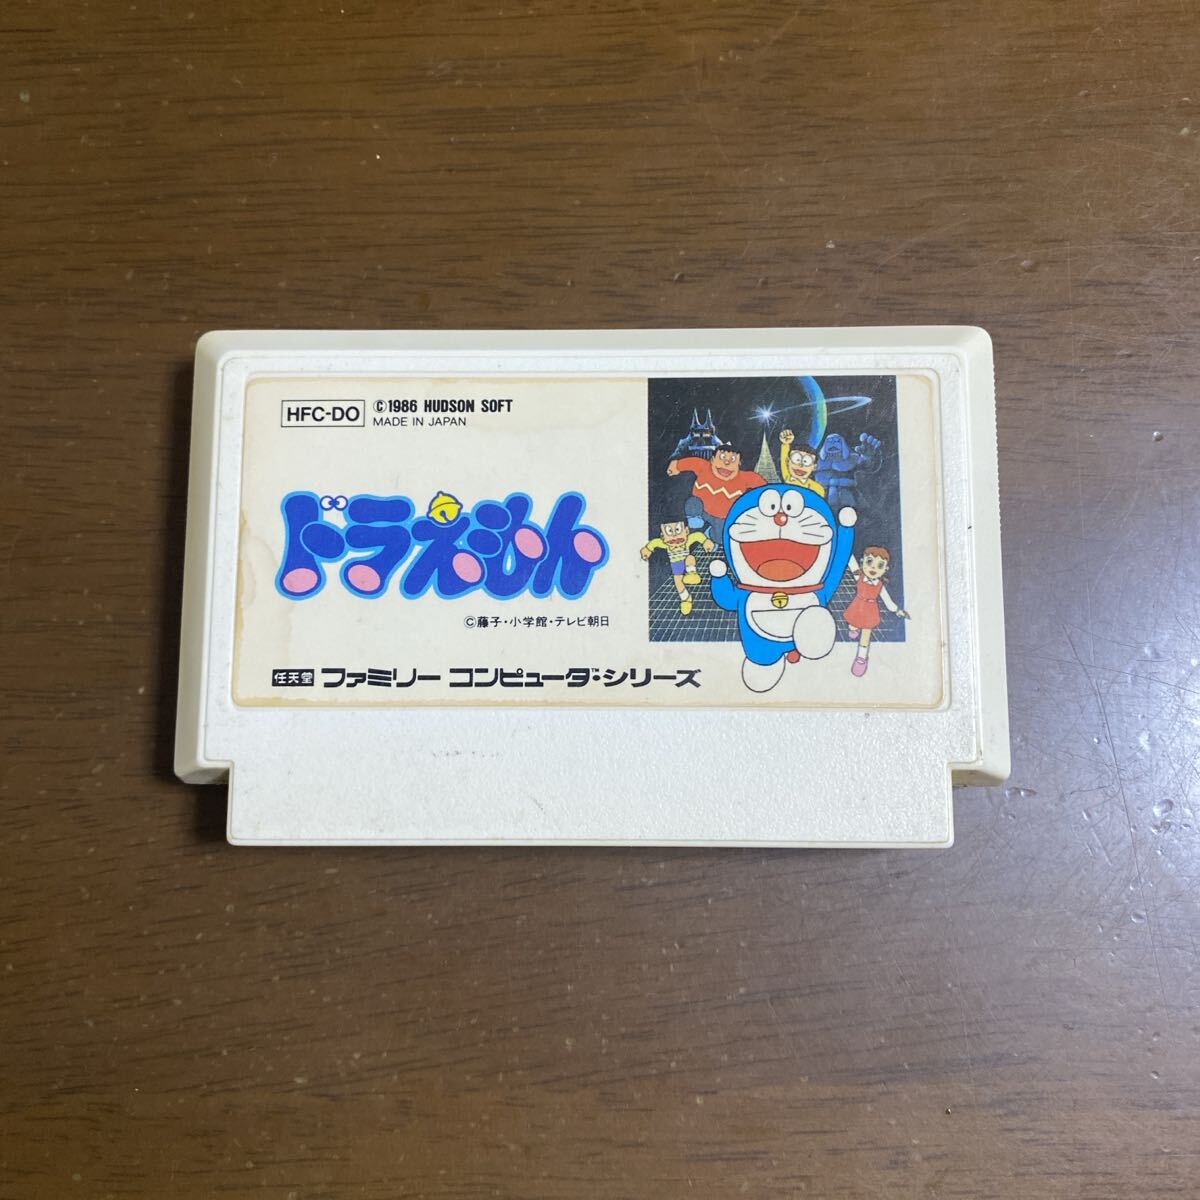 HFC-DO
©1986 HUDSON SOFT
MADE IN JAPAN
ドラえもん
©藤子・小学館・テレビ朝日
任天堂 ファミリー コンピュータ™シリーズ